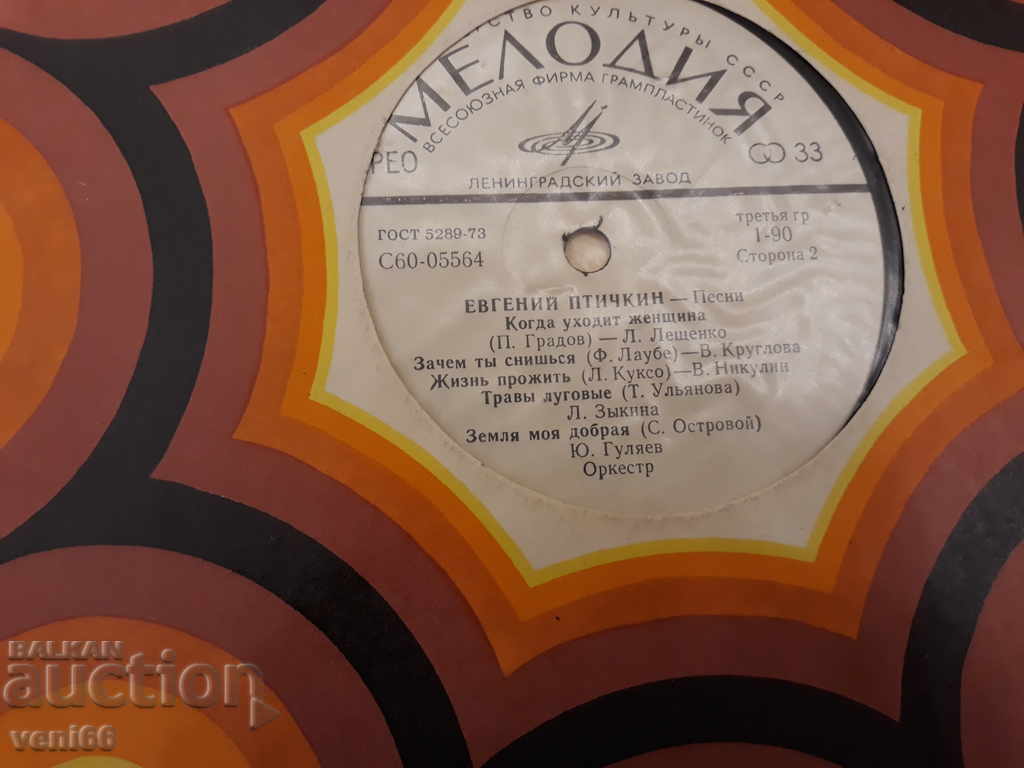 СТВО КУЛЬТУРЫ СССР
МЕЛОДИЯ
ВСЕСОЮЗНАЯ ФИРМА ГРАМПЛАСТИНОК
РЕО
33
ЛЕНИНГРАДСКИЙ ЗАВОД
ГОСТ 5289-73
С60-05564
третья гр
1-90
Сторона 2
ЕВГЕНИЙ ПТИЧКИН — Песни
Когда уходит женщина
(П. Градов) — Л. Лещенко
Зачем ты снишься (Ф. Лаубе) — В. Круглова
Жизнь прожить (Л. Куксо) — В. Никулин
Травы луговые (Т. Ульянова)
Л. Зыкина
Земля моя добрая (С. Островой)
Ю. Гуляев
Оркестр
BALKAN
auction
veni66